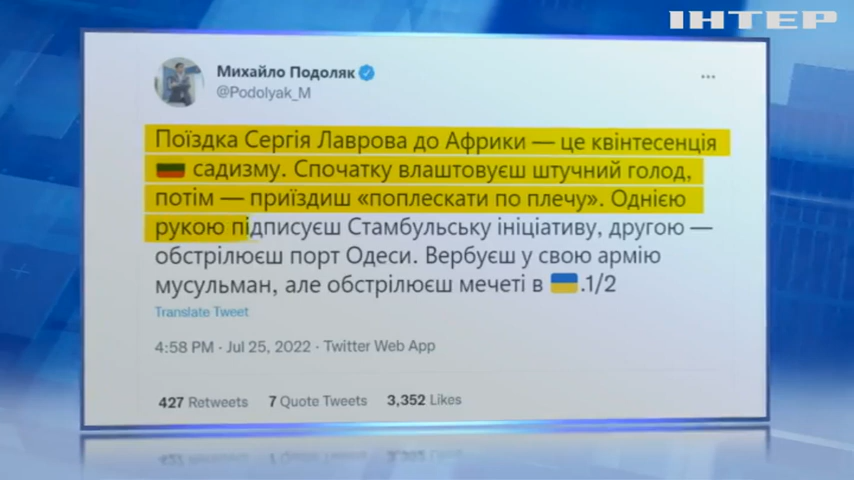 ІНТЕР
Михайло Подоляк
@Podolyak_M
Поїздка Сергія Лаврова до Африки — це квінтесенція
садизму. Спочатку влаштовуєш штучний голод,
потім — приїздиш «поплескати по плечу». Однією
рукою підписуєш Стамбульську ініціативу, другою —
обстрілюєш порт Одеси. Вербуєш у свою армію
мусульман, але обстрілюєш мечеті в 🇺🇦.1/2
Translate Tweet
4:58 PM · Jul 25, 2022 · Twitter Web App
427 Retweets 7 Quote Tweets 3,352 Likes